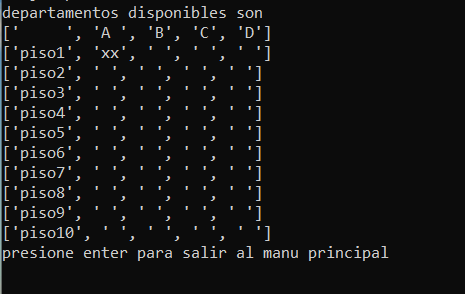 departamentos disponibles son
['     ', 'A ', 'B', 'C', 'D']
['piso1', 'xx', ' ', ' ', ' ']
['piso2', ' ', ' ', ' ', ' ']
['piso3', ' ', ' ', ' ', ' ']
['piso4', ' ', ' ', ' ', ' ']
['piso5', ' ', ' ', ' ', ' ']
['piso6', ' ', ' ', ' ', ' ']
['piso7', ' ', ' ', ' ', ' ']
['piso8', ' ', ' ', ' ', ' ']
['piso9', ' ', ' ', ' ', ' ']
['piso10', ' ', ' ', ' ', ' ']
presione enter para salir al manu principal